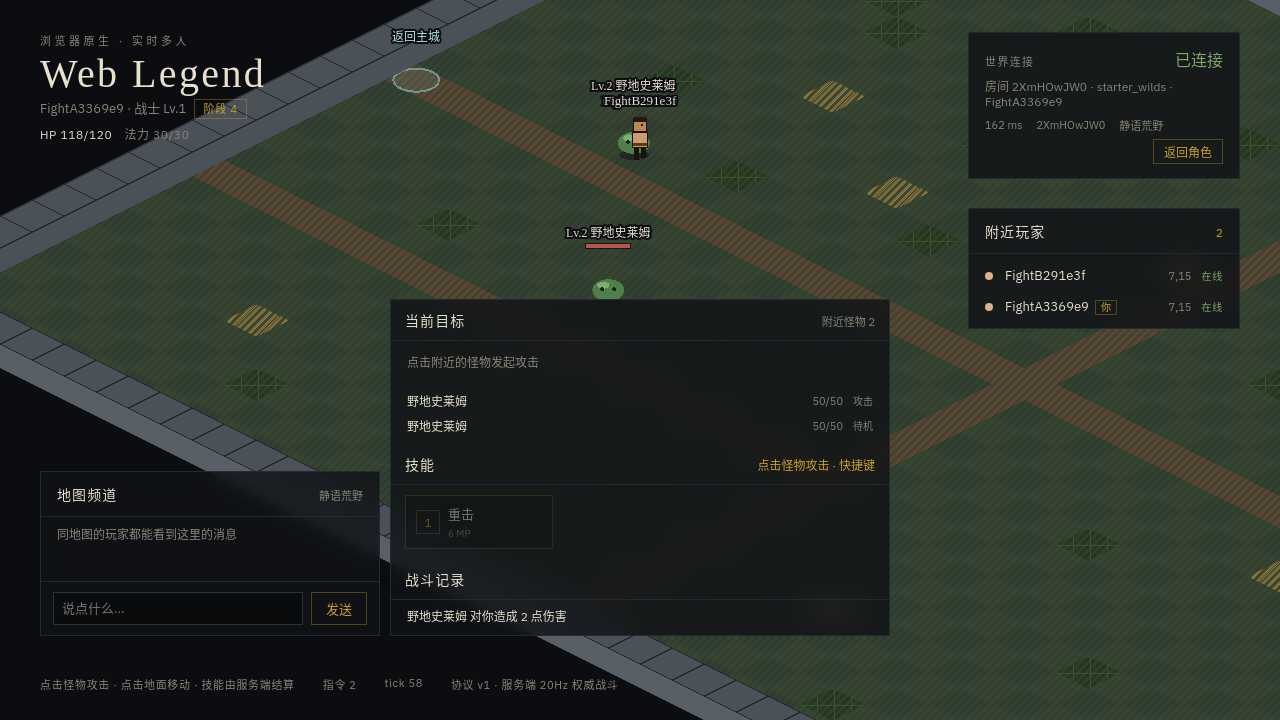 浏览器原生 · 实时多人
Web Legend
FightA3369e9 · 战士 Lv.1 阶段 4
HP 118/120 法力 30/30
返回主城
Lv.2 野地史莱姆
FightB291e3f
Lv.2 野地史莱姆
世界连接 已连接
房间 2XmHOwJW0 · starter_wilds ·
FightA3369e9
162 ms 2XmHOwJW0 静语荒野
返回角色
附近玩家 2
FightB291e3f 7,15 在线
FightA3369e9 你 7,15 在线
当前目标 附近怪物 2
点击附近的怪物发起攻击
野地史莱姆 50/50 攻击
野地史莱姆 50/50 待机
技能 点击怪物攻击 · 快捷键
1 重击
6 MP
战斗记录
野地史莱姆 对你造成 2 点伤害
地图频道 静语荒野
同地图的玩家都能看到这里的消息
说点什么... 发送
点击怪物攻击 · 点击地面移动 · 技能由服务端结算 指令 2 tick 58 协议 v1 · 服务端 20Hz 权威战斗